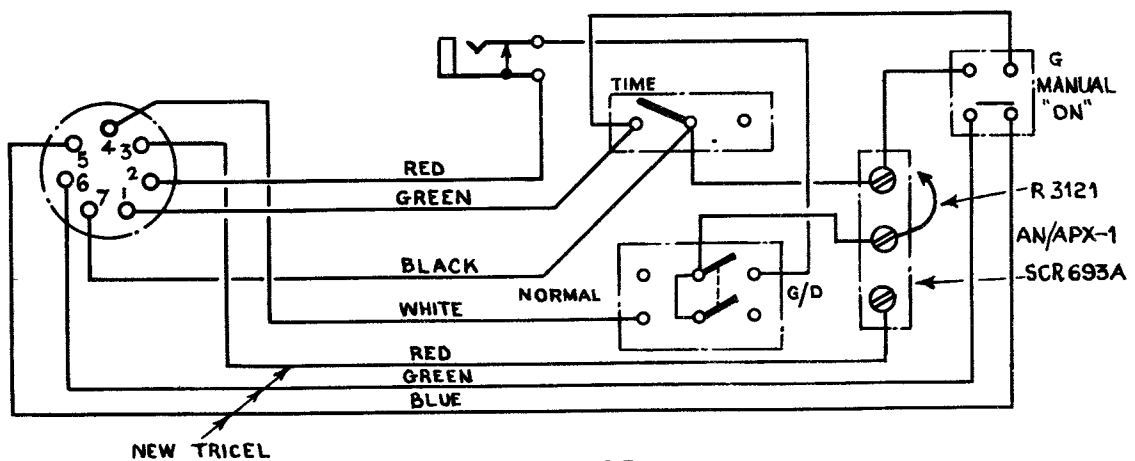 G
MANUAL
"ON"
TIME
4
5
3
6
2
7
1
RED
GREEN
R 3121
AN/APX-1
SCR 693A
BLACK
NORMAL
G/D
WHITE
RED
GREEN
BLUE
NEW TRICEL